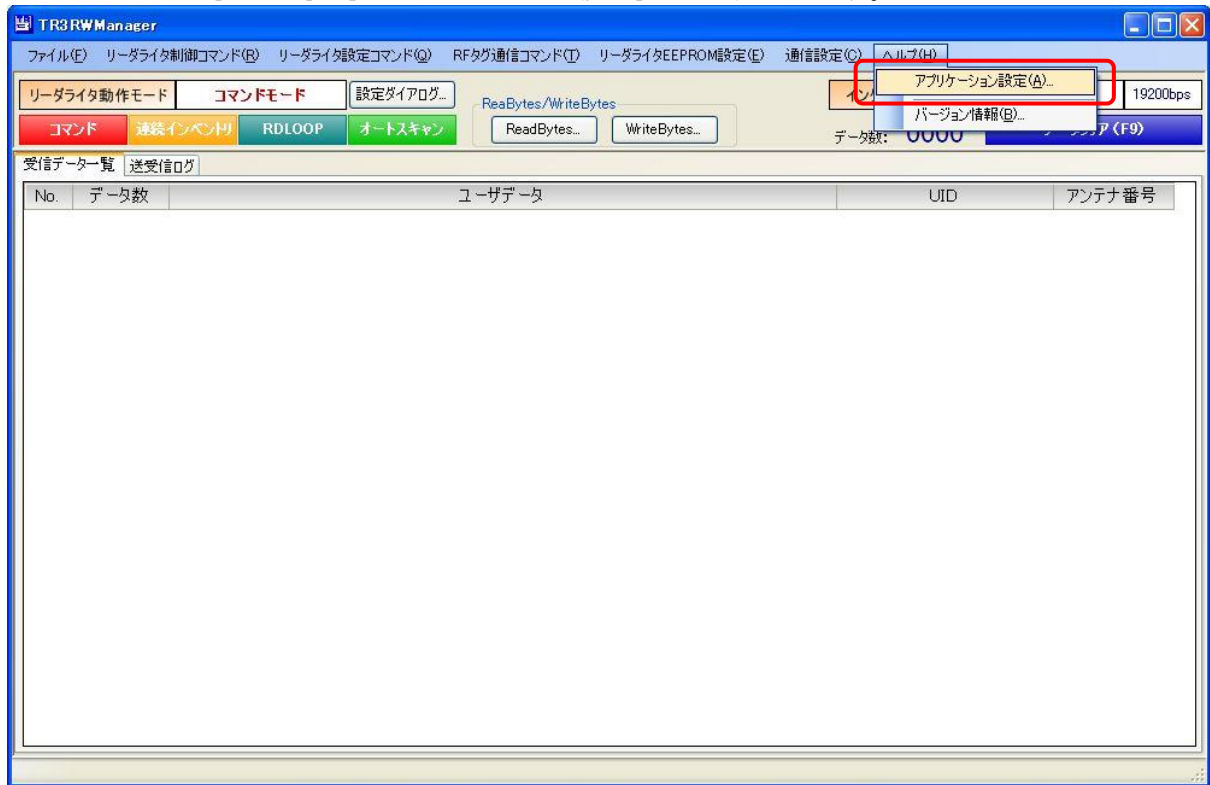 TR3RWManager
ファイル(F) リーダライタ制御コマンド(R) リーダライタ設定コマンド(Q) RFタグ通信コマンド(T) リーダライタEEPROM設定(E) 通信設定(C) ヘルプ(H)
アプリケーション設定(A)...
バージョン情報(B)...
リーダライタ動作モード コマンドモード 設定ダイアログ... ReaBytes/WriteBytes 19200bps
コマンド 連続インベントリ RDLOOP オートスキャン ReadBytes... WriteBytes... データ数: 0000 (F9)
受信データ一覧 送受信ログ
No. データ数 ユーザデータ UID アンテナ番号